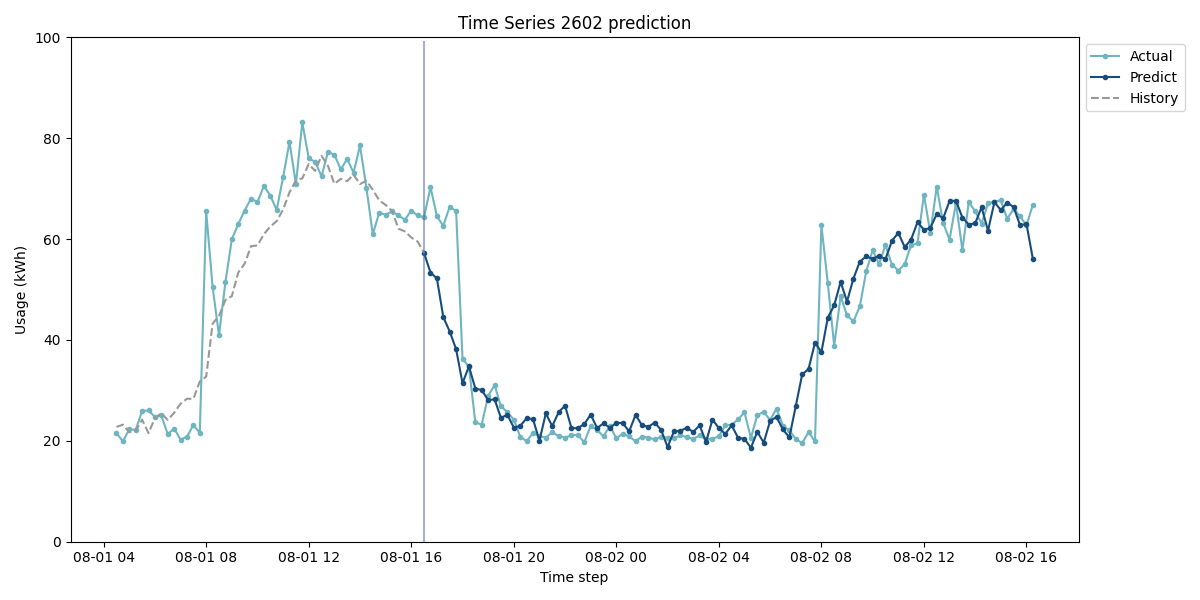 Time Series 2602 prediction
100
80
60
40
20
0
Usage (kWh)
08-01 04
08-01 08
08-01 12
08-01 16
08-01 20
08-02 00
08-02 04
08-02 08
08-02 12
08-02 16
Time step
Actual
Predict
History